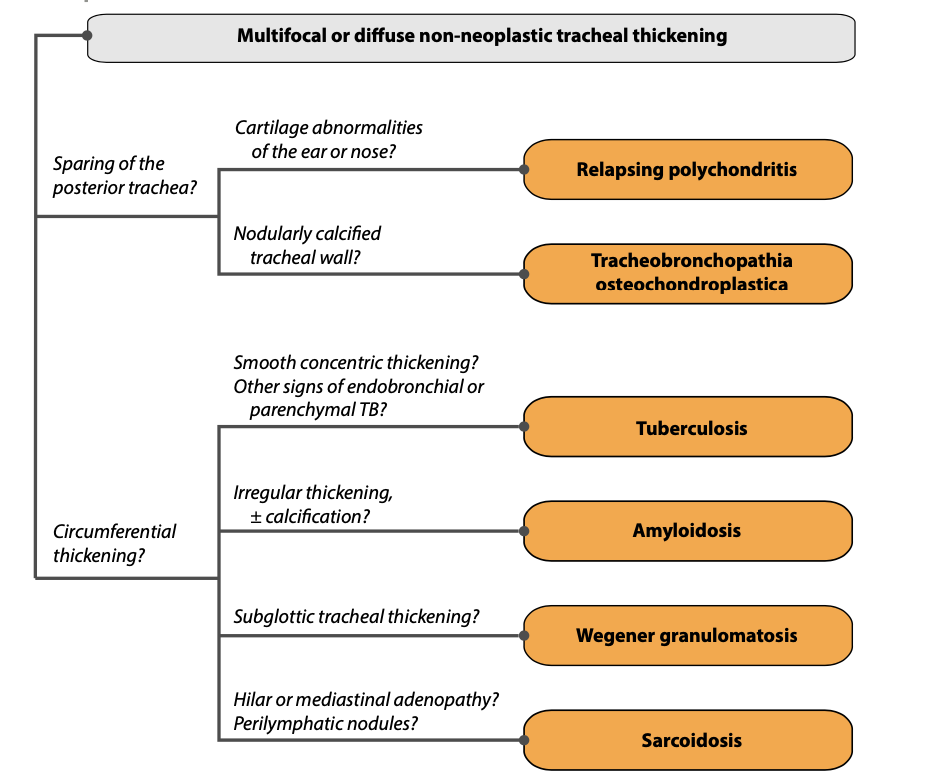 Multifocal or diffuse non-neoplastic tracheal thickening
Sparing of the
posterior trachea?
Cartilage abnormalities
of the ear or nose?
Relapsing polychondritis
Nodularly calcified
tracheal wall?
Tracheobronchopathia
osteochondroplastica
Circumferential
thickening?
Smooth concentric thickening?
Other signs of endobronchial or
parenchymal TB?
Tuberculosis
Irregular thickening,
± calcification?
Amyloidosis
Subglottic tracheal thickening?
Wegener granulomatosis
Hilar or mediastinal adenopathy?
Perilymphatic nodules?
Sarcoidosis